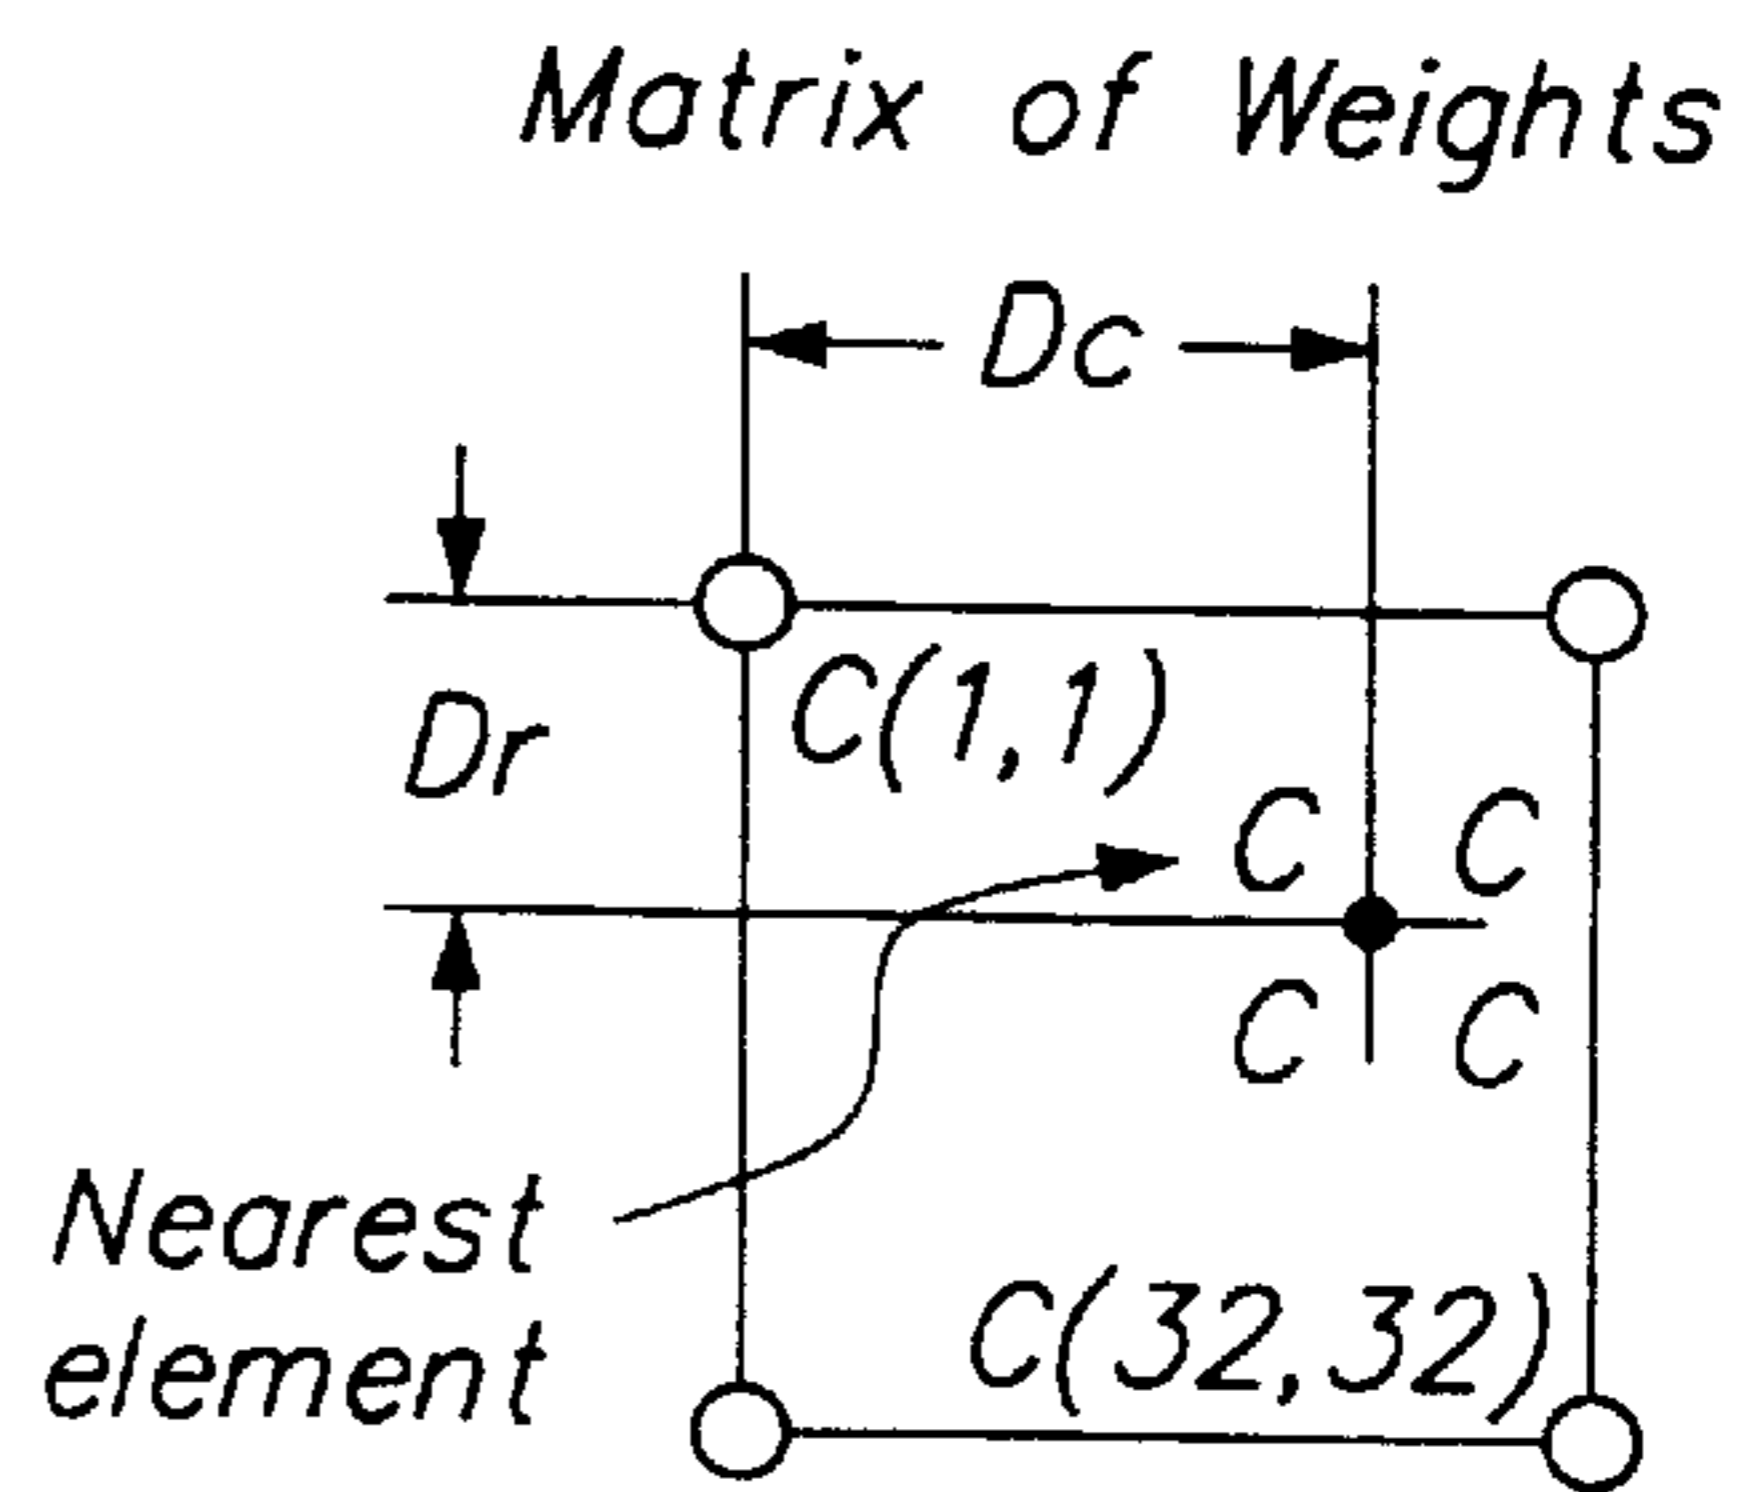 Matrix of Weights
Dc
C(1,1)
Dr
C C
C C
Nearest
element
C(32,32)